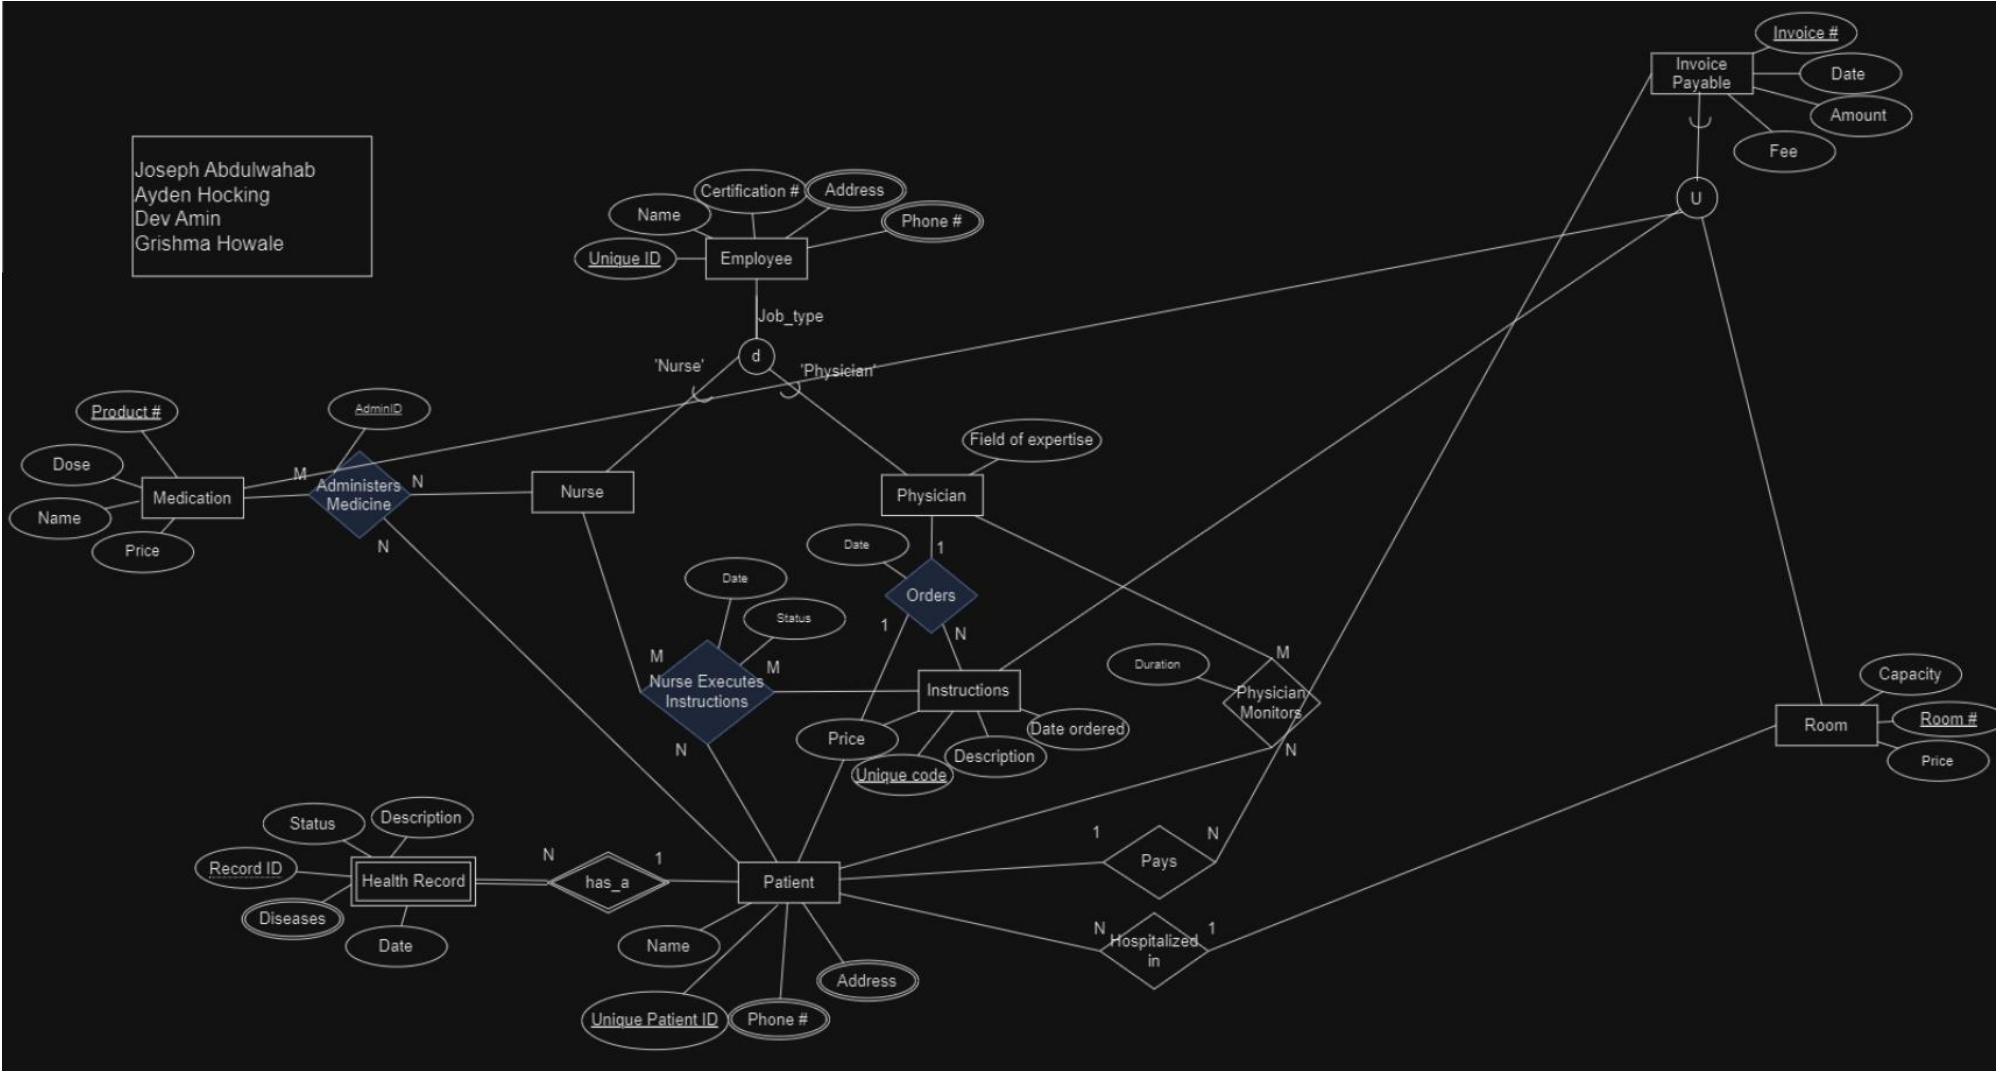 Invoice #
Invoice
Payable
Date
Amount
Fee
U
Joseph Abdulwahab
Ayden Hocking
Dev Amin
Grishma Howale
Certification #
Address
Name
Phone #
Unique ID
Employee
Job_type
d
'Nurse'
'Physician'
Product #
AdminID
Dose
M
Administers
Medicine
N
Medication
Name
Price
N
Nurse
Field of expertise
Physician
Date
1
Orders
1
N
Date
Status
M
M
Nurse Executes
Instructions
N
Instructions
Price
Unique code
Description
Date ordered
Duration
M
Physician
Monitors
N
Capacity
Room
Room #
Price
Status
Description
Record ID
Health Record
Diseases
Date
N
has_a
1
Patient
1
Pays
N
N
Hospitalized
in
1
Name
Unique Patient ID
Phone #
Address